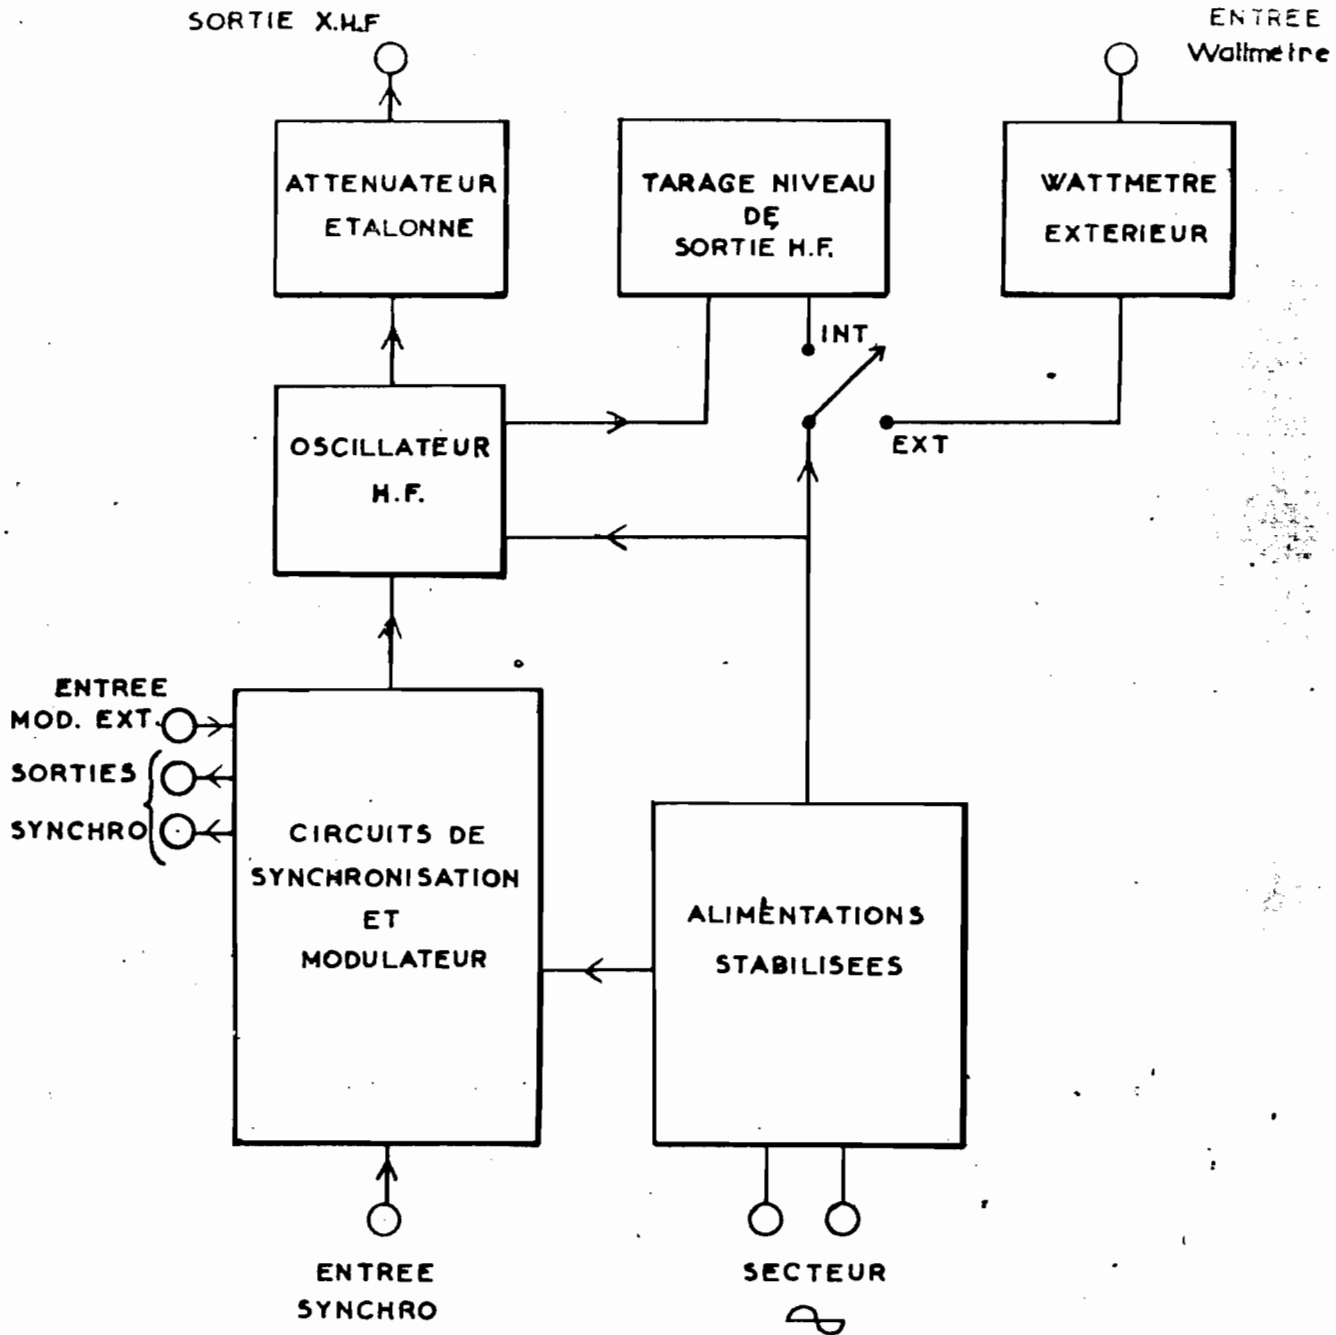 SORTIE X.H.F
ENTREE
Wattmètre
ATTENUATEUR
ETALONNE
TARAGE NIVEAU
DE
SORTIE H.F.
WATTMETRE
EXTERIEUR
INT
EXT
OSCILLATEUR
H.F.
ENTREE
MOD. EXT.
SORTIES
SYNCHRO
CIRCUITS DE
SYNCHRONISATION
ET
MODULATEUR
ALIMENTATIONS
STABILISEES
ENTREE
SYNCHRO
SECTEUR